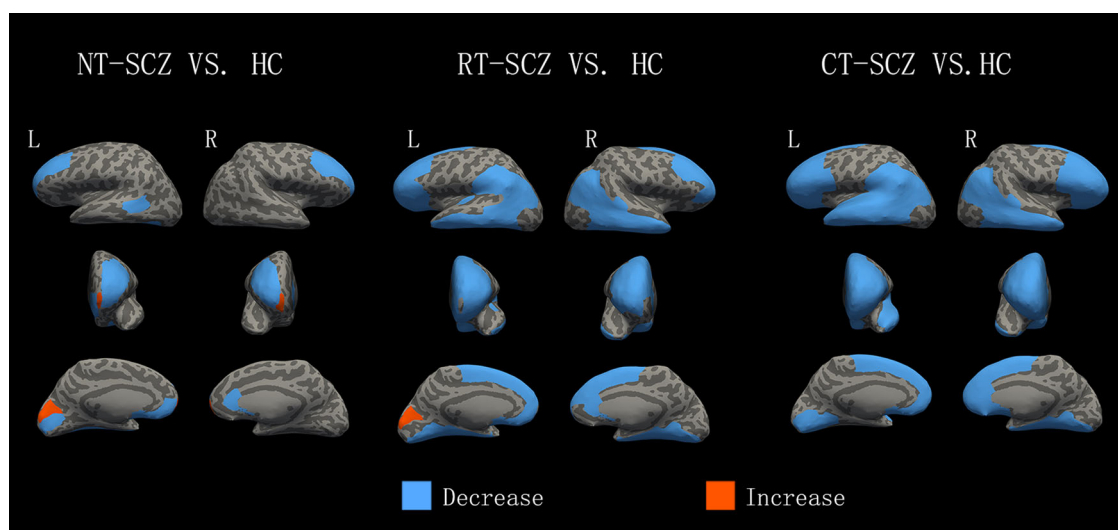 NT-SCZ VS. HC
RT-SCZ VS. HC
CT-SCZ VS.HC
L
R
L
R
L
R
Decrease
Increase